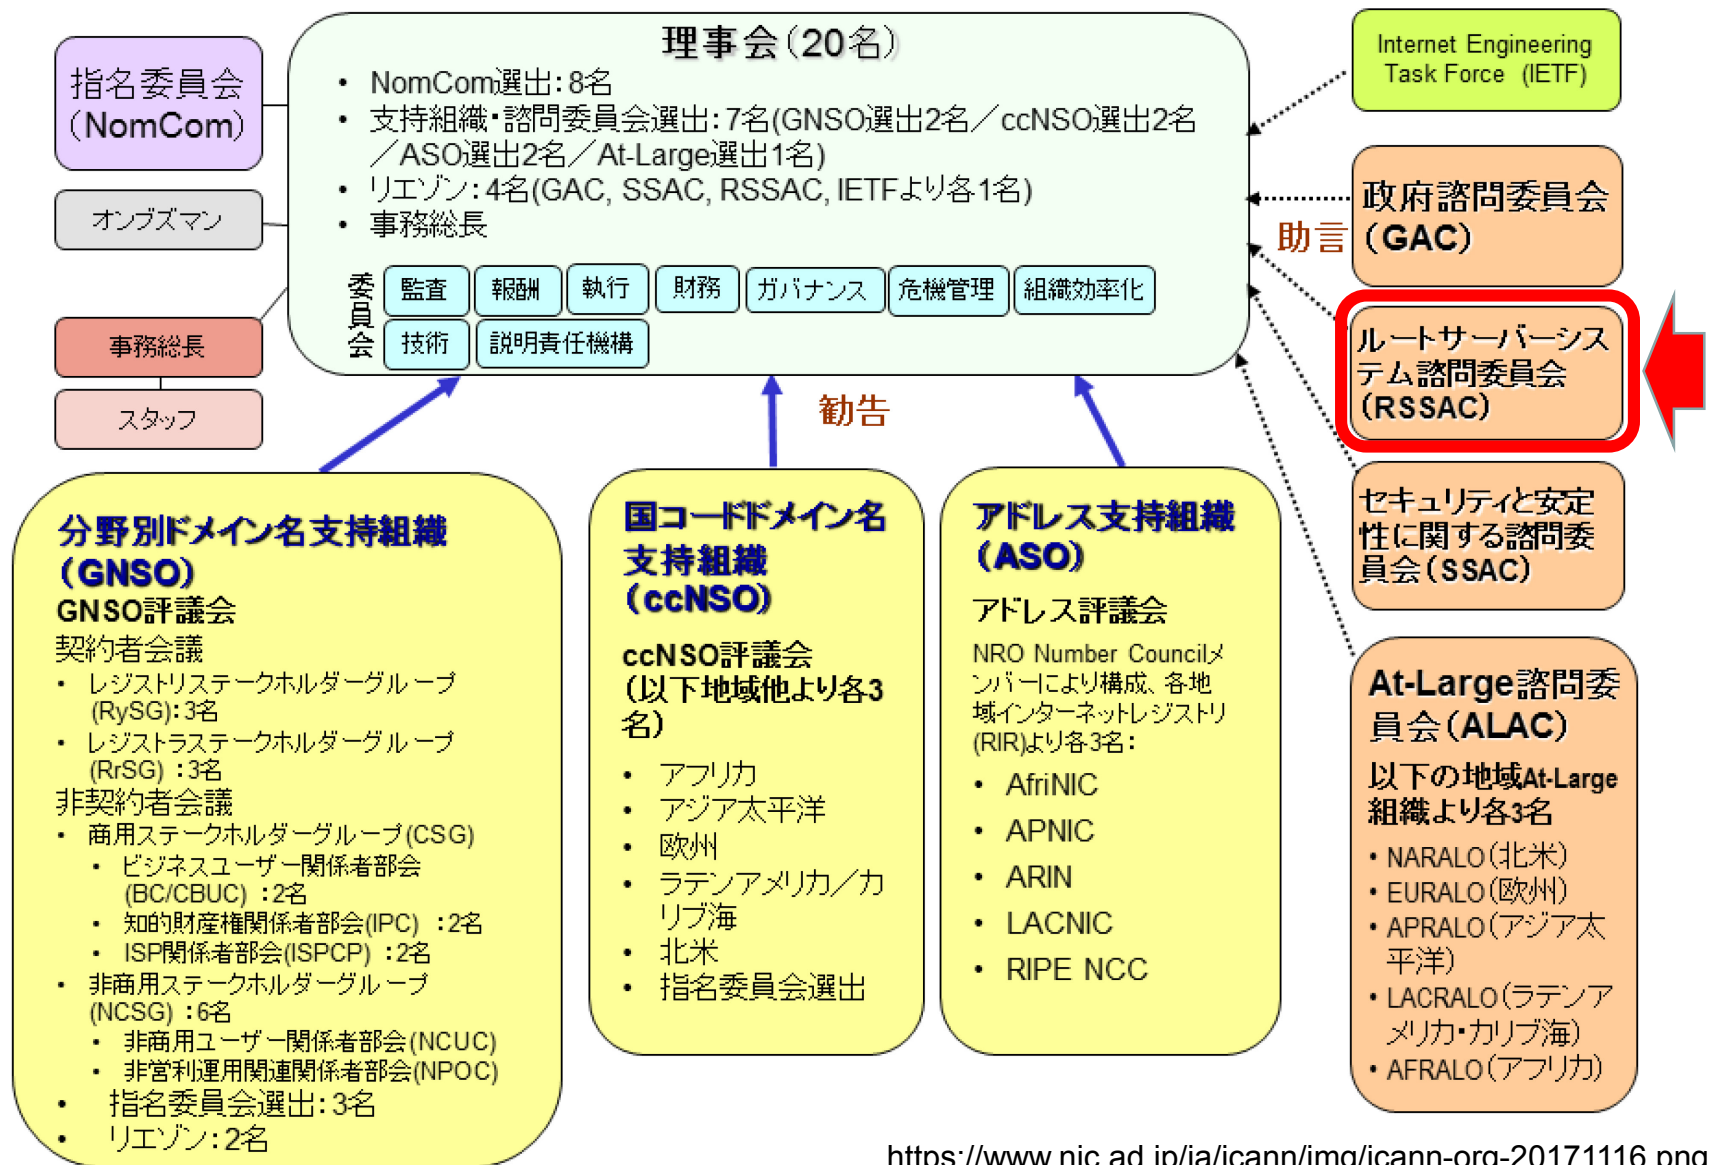 指名委員会
（NomCom）
オンブズマン
事務総長
スタッフ
理事会（20名）
• NomCom選出：8名
• 支持組織・諮問委員会選出：7名(GNSO選出2名／ccNSO選出2名
／ASO選出2名／At-Large選出1名)
• リエゾン：4名(GAC, SSAC, RSSAC, IETFより各1名)
• 事務総長
委員会
監査
報酬
執行
財務
ガバナンス
危機管理
組織効率化
技術
説明責任機構
Internet Engineering
Task Force (IETF)
政府諮問委員会
（GAC）
助言
ルートサーバーシス
テム諮問委員会
（RSSAC）
セキュリティと安定
性に関する諮問委
員会（SSAC）
勧告
分野別ドメイン名支持組織
（GNSO）
GNSO評議会
契約者会議
• レジストリステークホルダーグループ
(RySG)：3名
• レジストラステークホルダーグループ
(RrSG) ：3名
非契約者会議
• 商用ステークホルダーグループ(CSG)
• ビジネスユーザー関係者部会
(BC/CBUC) ：2名
• 知的財産権関係者部会(IPC) ：2名
• ISP関係者部会(ISPCP) ：2名
• 非商用ステークホルダーグループ
(NCSG) ：6名
• 非商用ユーザー関係者部会(NCUC)
• 非営利運用関連関係者部会(NPOC)
• 指名委員会選出：3名
• リエゾン：2名
国コードドメイン名
支持組織
（ccNSO）
ccNSO評議会
（以下地域他より各3
名）
• アフリカ
• アジア太平洋
• 欧州
• ラテンアメリカ／カ
リブ海
• 北米
• 指名委員会選出
アドレス支持組織
（ASO）
アドレス評議会
NRO Number Councilメ
ンバーにより構成、各地
域インターネットレジストリ
(RIR)より各3名：
• AfriNIC
• APNIC
• ARIN
• LACNIC
• RIPE NCC
At-Large諮問委
員会（ALAC）
以下の地域At-Large
組織より各3名
• NARALO（北米）
• EURALO（欧州）
• APRALO（アジア太
平洋）
• LACRALO（ラテンア
メリカ・カリブ海）
• AFRALO（アフリカ）
https://www.nic.ad.jp/ja/icann/img/icann-org-20171116.png